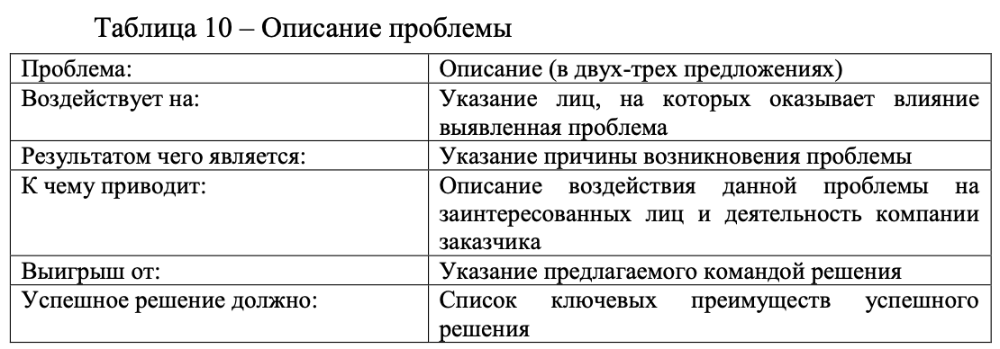 Таблица 10 – Описание проблемы
Проблема:
Описание (в двух-трех предложениях)
Воздействует на:
Указание лиц, на которых оказывает влияние
выявленная проблема
Результатом чего является:
Указание причины возникновения проблемы
К чему приводит:
Описание воздействия данной проблемы на
заинтересованных лиц и деятельность компании
заказчика
Выигрыш от:
Указание предлагаемого командой решения
Успешное решение должно:
Список ключевых преимуществ успешного
решения